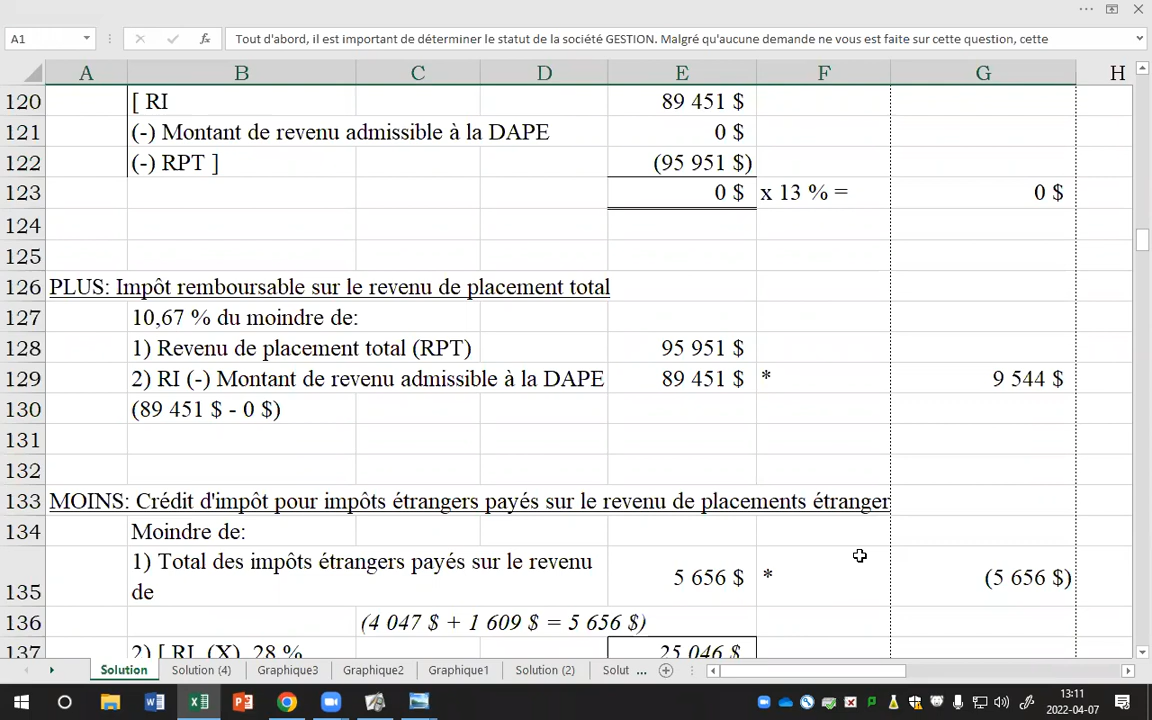 A1
Tout d'abord, il est important de déterminer le statut de la société GESTION. Malgré qu'aucune demande ne vous est faite sur cette question, cette
A B C D E F G H
120 [ RI 89 451 $
121 (-) Montant de revenu admissible à la DAPE 0 $
122 (-) RPT ] (95 951 $)
123 0 $ x 13 % = 0 $
124
125
126 PLUS: Impôt remboursable sur le revenu de placement total
127 10,67 % du moindre de:
128 1) Revenu de placement total (RPT) 95 951 $
129 2) RI (-) Montant de revenu admissible à la DAPE 89 451 $ * 9 544 $
130 (89 451 $ - 0 $)
131
132
133 MOINS: Crédit d'impôt pour impôts étrangers payés sur le revenu de placements étranger
134 Moindre de:
1) Total des impôts étrangers payés sur le revenu
135 de 5 656 $ * (5 656 $)
136 (4 047 $ + 1 609 $ = 5 656 $)
137 2) [ RI (X) 28 % 25 046 $
Solution Solution (4) Graphique3 Graphique2 Graphique1 Solution (2) Solut ...
13:11
2022-04-07